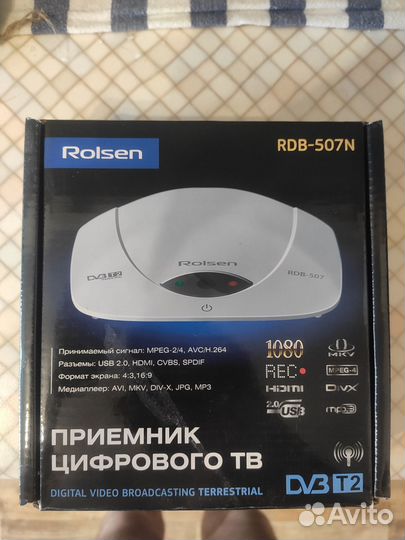 Rolsen
RDB-507N
Rolsen
DVB T2
RDB-507
Принимаемый сигнал: MPEG-2/4, AVC/H.264
Разъемы: USB 2.0, HDMI, CVBS, SPDIF
Формат экрана: 4:3,16:9
Медиаплеер: AVI, MKV, DIV-X, JPG, MP3
1080
MKV
REC
MPEG-4
HDMI
DIVX
2.0 USB
mp3
ПРИЕМНИК
ЦИФРОВОГО ТВ
DIGITAL VIDEO BROADCASTING TERRESTRIAL
DVB T2
Avito